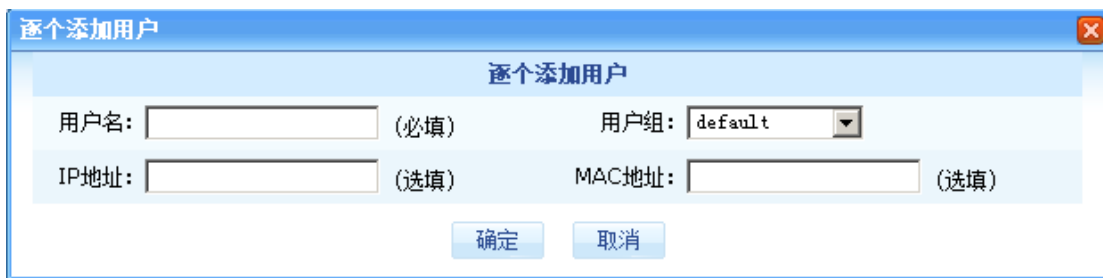 逐个添加用户
逐个添加用户
用户名: (必填) 用户组: default
IP地址: (选填) MAC地址: (选填)
确定 取消